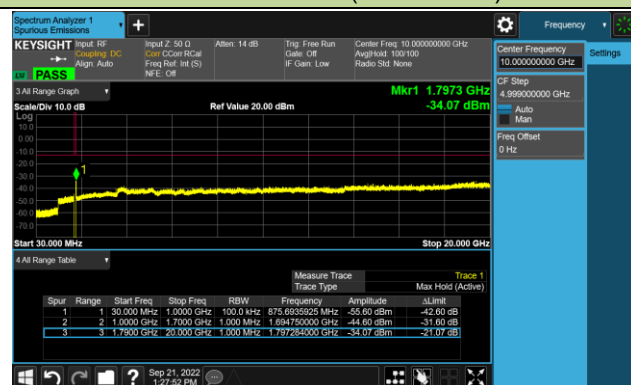 Spectrum Analyzer 1
Spurious Emissions
Frequency
KEYSIGHT
Input: RF
Coupling: DC
Align: Auto
Input Z: 50 Ω
Corr CCorr RCal
Freq Ref: Int (S)
NFE: Off
Atten: 14 dB
Trig: Free Run
Gate: Off
IF Gain: Low
Center Freq: 10.000000000 GHz
Avg|Hold: 100/100
Radio Std: None
PASS
3 All Range Graph
Mkr1 1.7973 GHz
Scale/Div 10.0 dB
Ref Value 20.00 dBm
-34.07 dBm
Log
10.0
0.00
-10.0
-20.0
-30.0
-40.0
-50.0
-60.0
-70.0
1
Start 30.000 MHz
Stop 20.000 GHz
4 All Range Table
Measure Trace Trace 1
Trace Type Max Hold (Active)
Spur Range Start Freq Stop Freq RBW Frequency Amplitude ΔLimit
1 1 30.000 MHz 1.0000 GHz 100.0 kHz 875.6935925 MHz -55.60 dBm -42.60 dB
2 2 1.0000 GHz 1.7000 GHz 1.000 MHz 1.694750000 GHz -44.60 dBm -31.60 dB
3 3 1.7900 GHz 20.000 GHz 1.000 MHz 1.797284000 GHz -34.07 dBm -21.07 dB
Sep 21, 2022
1:27:52 PM
Center Frequency
10.000000000 GHz
Settings
CF Step
4.999000000 GHz
Auto
Man
Freq Offset
0 Hz